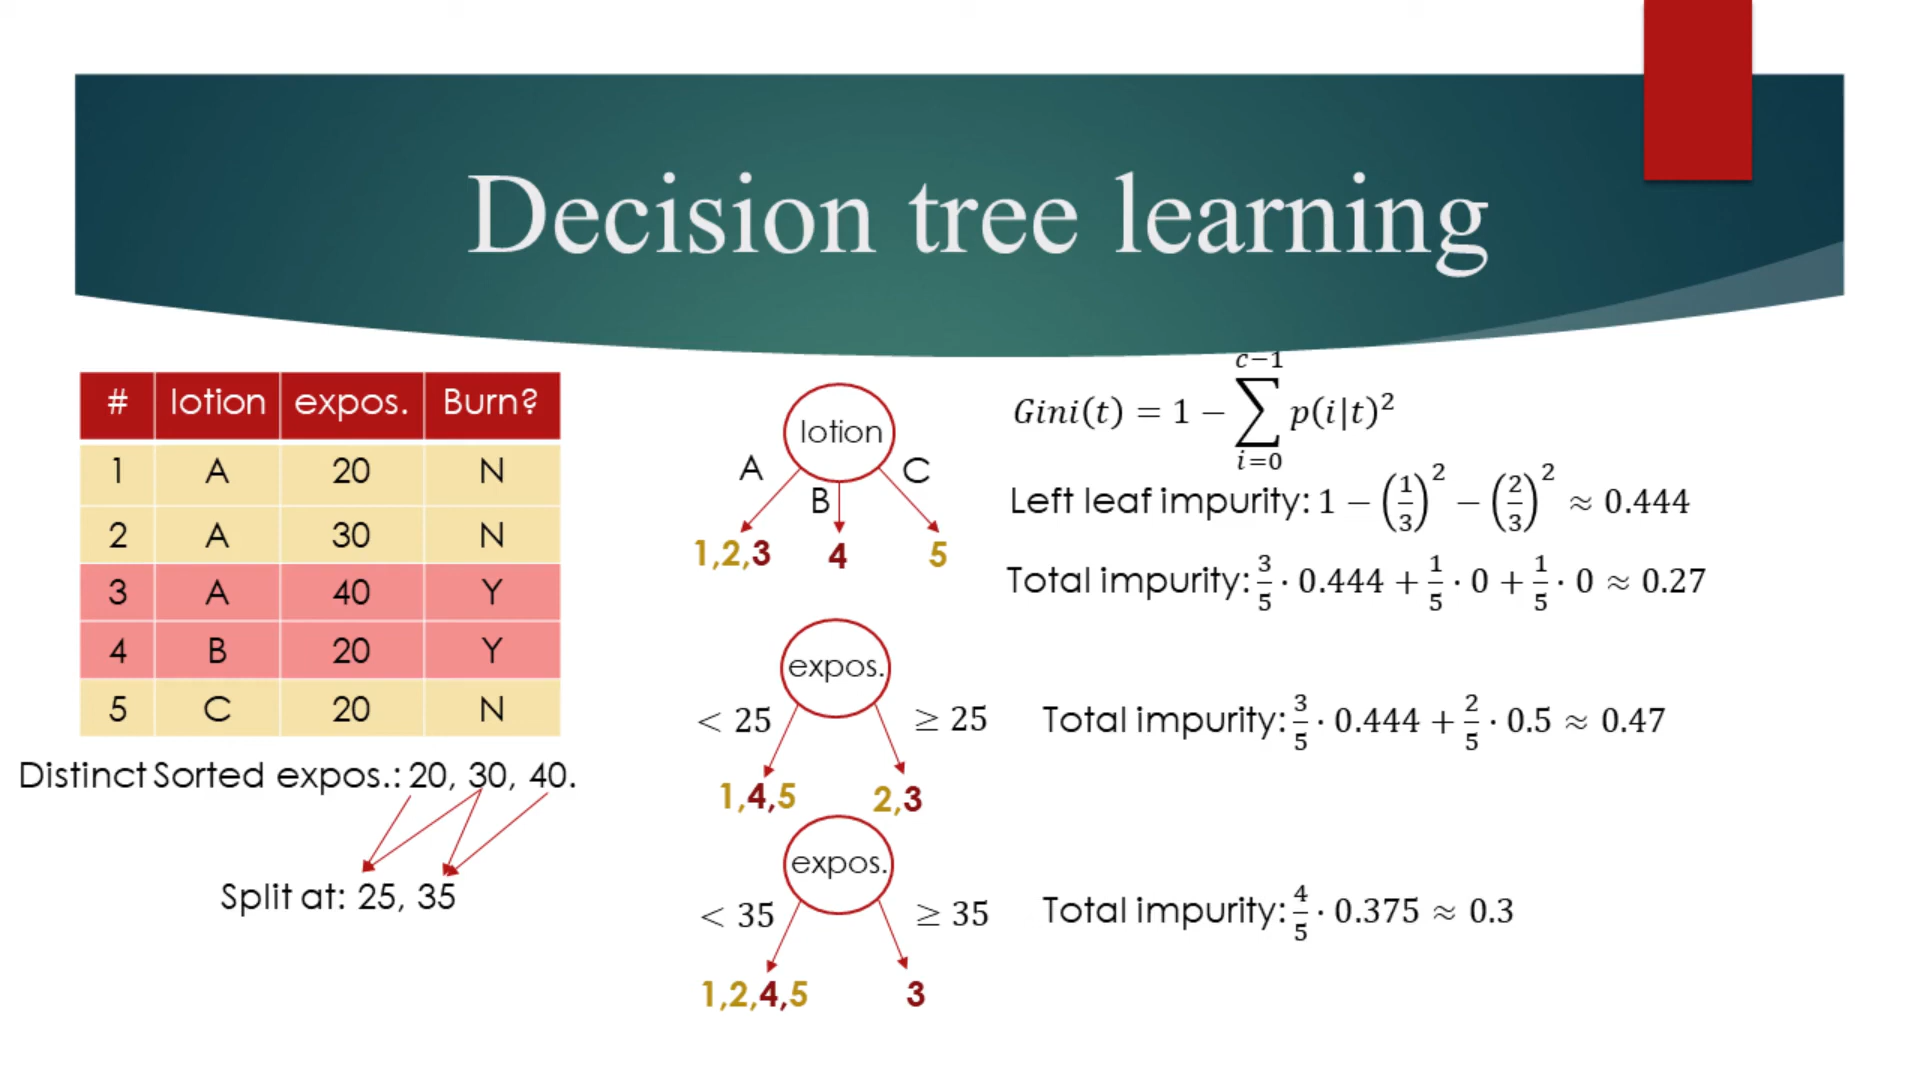 Decision tree learning
# lotion expos. Burn?
1 A 20 N
2 A 30 N
3 A 40 Y
4 B 20 Y
5 C 20 N
Distinct Sorted expos.: 20, 30, 40.
Split at: 25, 35
lotion
A B C
1,2,3 4 5
expos.
< 25 ≥ 25
1,4,5 2,3
expos.
< 35 ≥ 35
1,2,4,5 3
Gini(t) = 1 − ∑_{i=0}^{c−1} p(i|t)²
Left leaf impurity: 1 − (1/3)² − (2/3)² ≈ 0.444
Total impurity: 3/5 · 0.444 + 1/5 · 0 + 1/5 · 0 ≈ 0.27
Total impurity: 3/5 · 0.444 + 2/5 · 0.5 ≈ 0.47
Total impurity: 4/5 · 0.375 ≈ 0.3